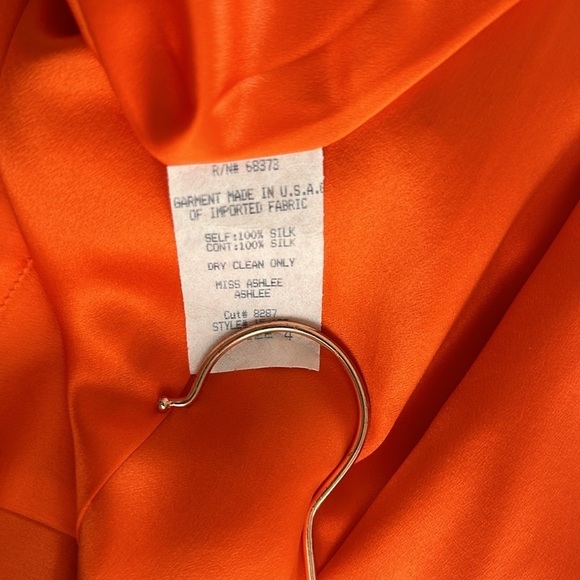 R/N# 68373
GARMENT MADE IN U.S.A.
OF IMPORTED FABRIC
SELF:100% SILK
CONT:100% SILK
DRY CLEAN ONLY
MISS ASHLEE
ASHLEE
Cut# 8287
STYLE#
4